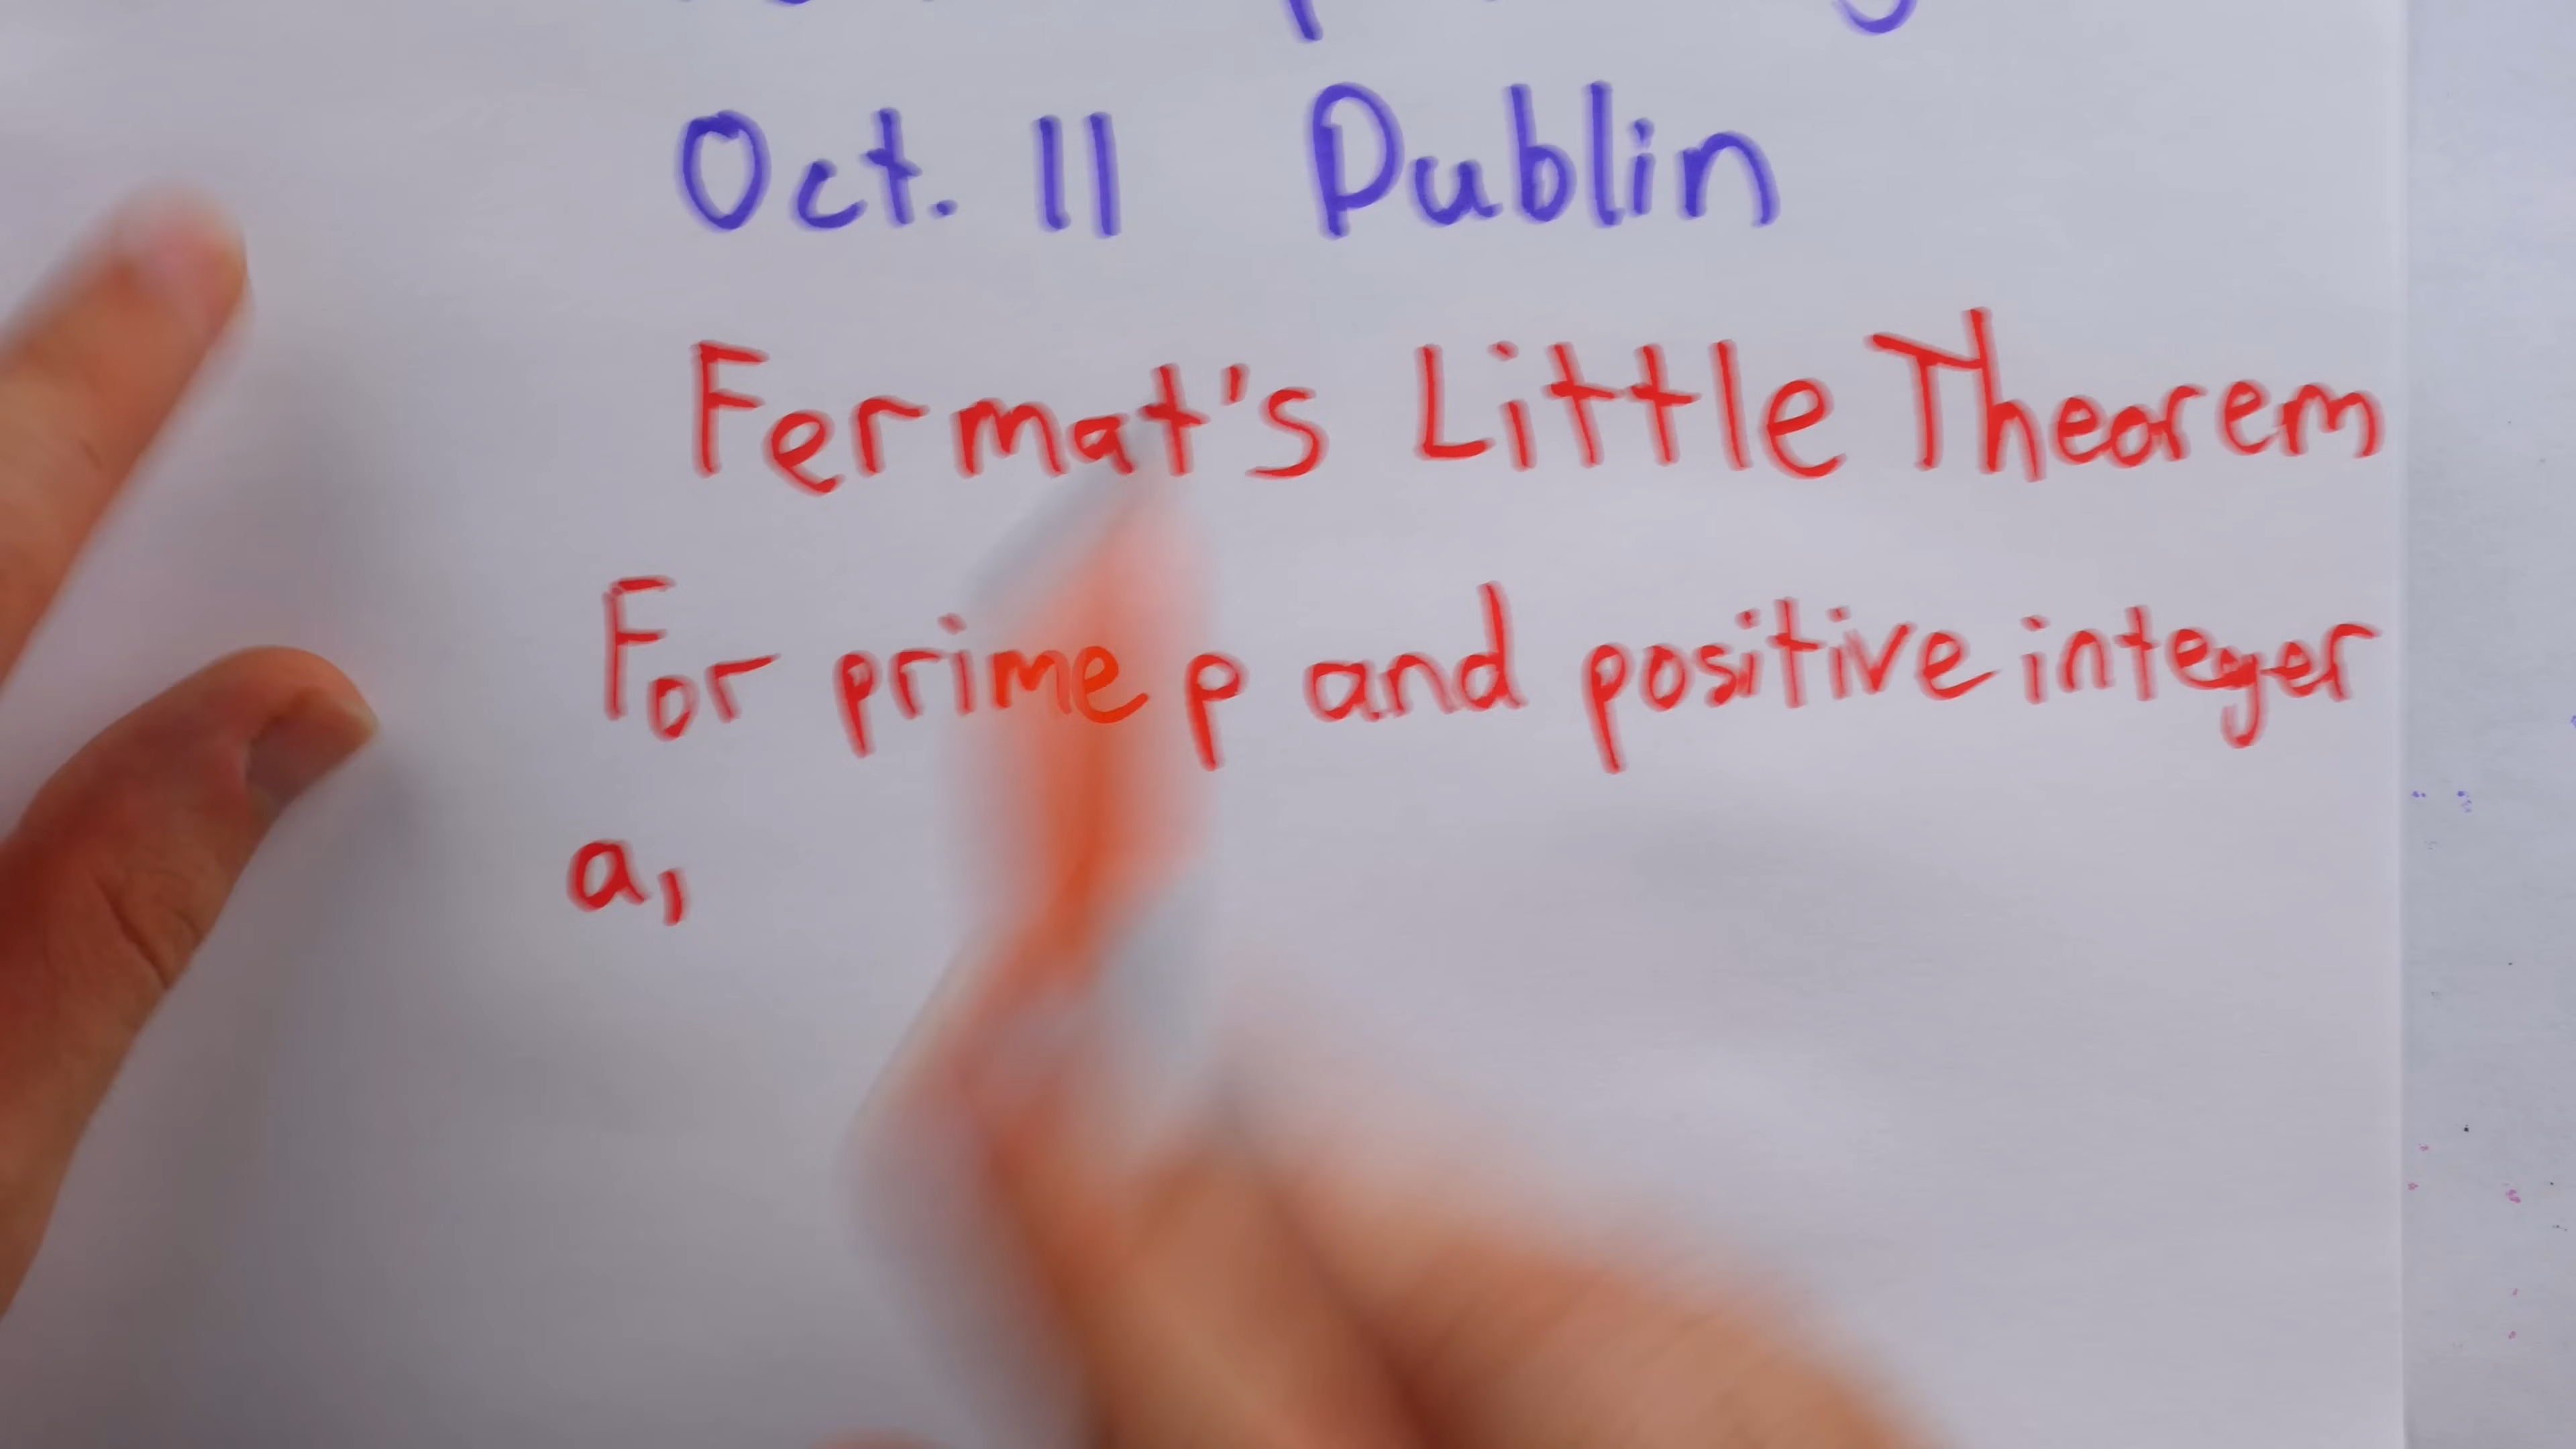 Oct. 11 Dublin
Fermat's Little Theorem
For prime p and positive integer
a,